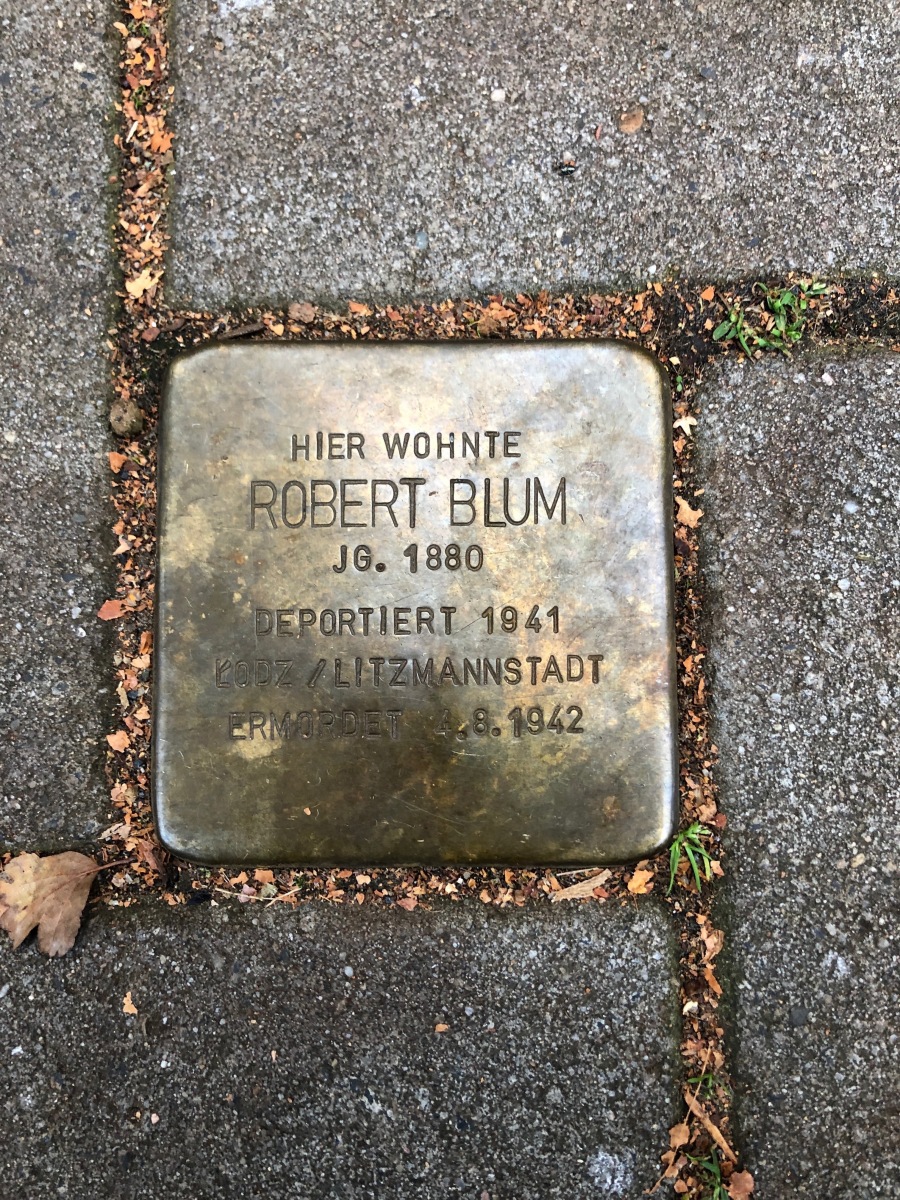 HIER WOHNTE
ROBERT BLUM
JG. 1880
DEPORTIERT 1941
ŁODZ / LITZMANNSTADT
ERMORDET 4.8.1942